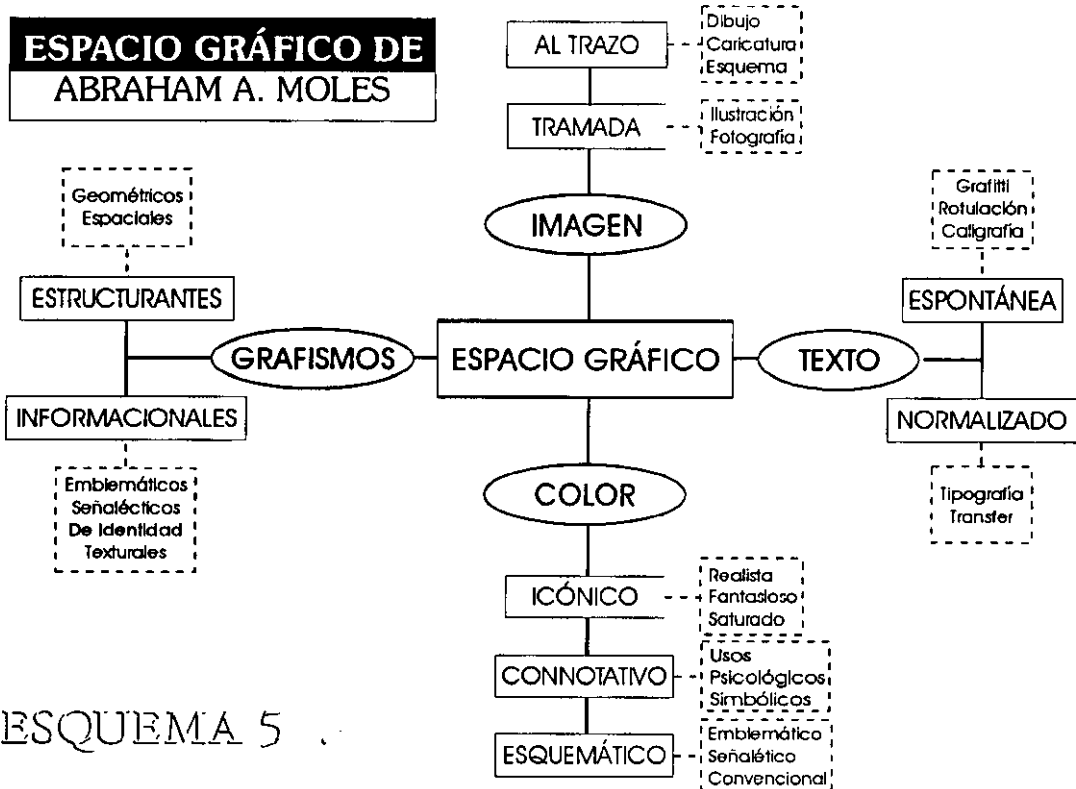 ESPACIO GRÁFICO DE
ABRAHAM A. MOLES
AL TRAZO
Dibujo
Caricatura
Esquema
TRAMADA
Ilustración
Fotografía
IMAGEN
Geométricos
Espaciales
ESTRUCTURANTES
GRAFISMOS
INFORMACIONALES
Emblemáticos
Señalécticos
De Identidad
Texturales
ESPACIO GRÁFICO
Grafitti
Rotulación
Caligrafía
ESPONTÁNEA
TEXTO
NORMALIZADO
Tipografía
Transfer
COLOR
ICÓNICO
Realista
Fantasioso
Saturado
CONNOTATIVO
Usos
Psicológicos
Simbólicos
ESQUEMÁTICO
Emblemático
Señalético
Convencional
ESQUEMA 5